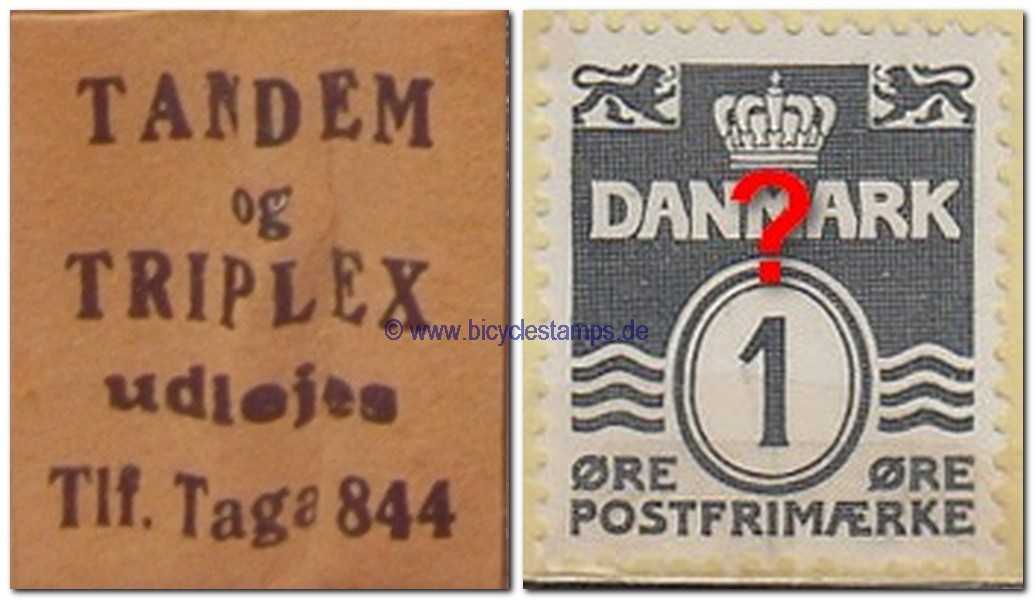 TANDEM
og
TRIPLEX
udlejes
Tlf. Taga 844
© www.bicyclestamps.de
DANMARK
?
1
ØRE ØRE
POSTFRIMÆRKE